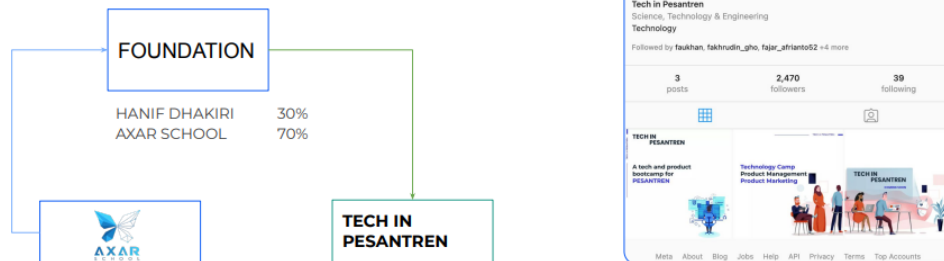 FOUNDATION
HANIF DHAKIRI 30%
AXAR SCHOOL 70%
AXAR
SCHOOL
TECH IN
PESANTREN
Tech in Pesantren
Science, Technology & Engineering
Technology
Followed by faukhan, fakhrudin_gho, fajar_afrianto52 +4 more
3 2,470 39
posts followers following
TECH IN
PESANTREN
A tech and product
bootcamp for
PESANTREN
Technology Camp
Product Management
Product Marketing
TECH IN
PESANTREN
Meta About Blog Jobs Help API Privacy Terms Top Accounts